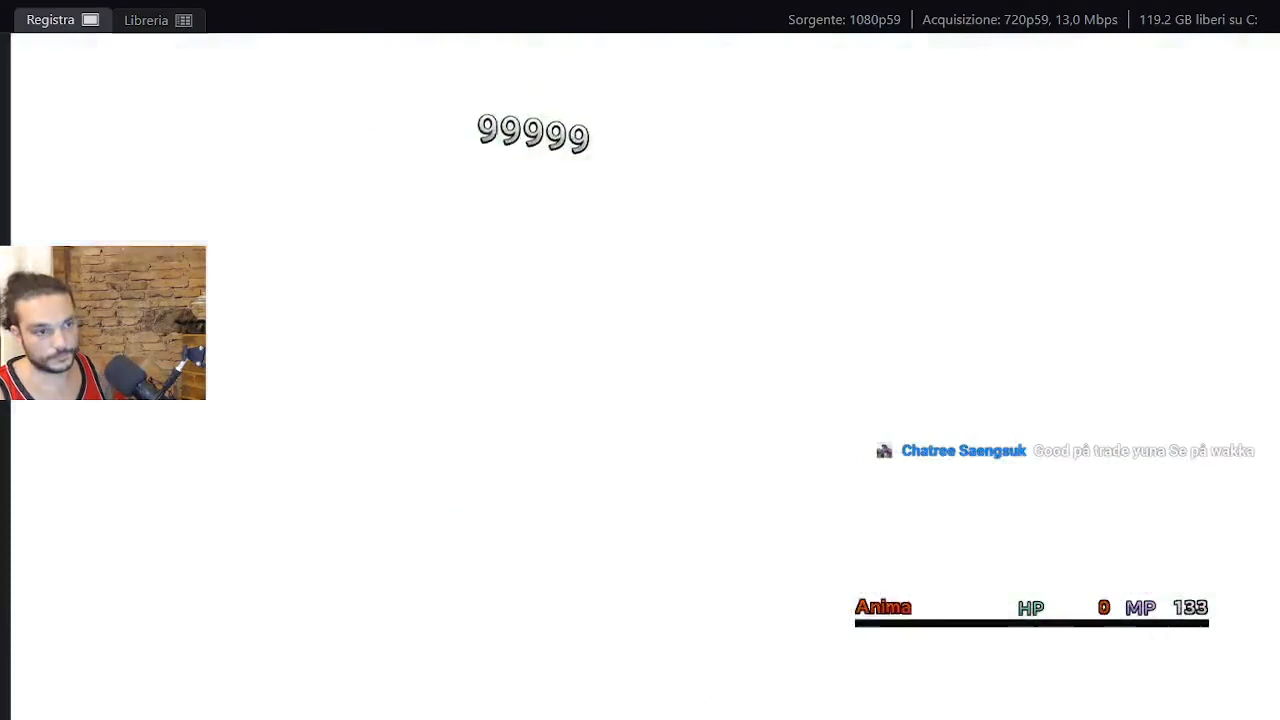 Registra Libreria Sorgente: 1080p59 Acquisizione: 720p59, 13,0 Mbps 119.2 GB liberi su C:
99999
Chatree Saengsuk Good på trade yuna Se på wakka
Anima HP 0 MP 133